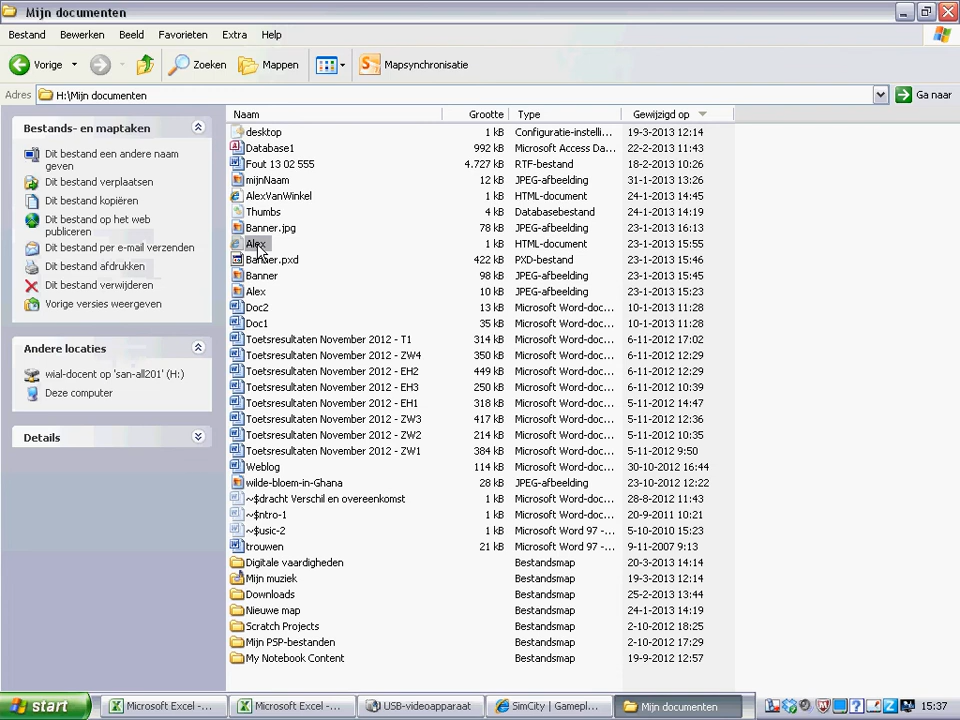 Mijn documenten
Bestand Bewerken Beeld Favorieten Extra Help
Vorige Zoeken Mappen Mapsynchronisatie
Adres H:\Mijn documenten Ga naar
Bestands- en maptaken
Dit bestand een andere naam
geven
Dit bestand verplaatsen
Dit bestand kopiëren
Dit bestand op het web
publiceren
Dit bestand per e-mail verzenden
Dit bestand afdrukken
Dit bestand verwijderen
Vorige versies weergeven
Andere locaties
wial-docent op 'san-all201' (H:)
Deze computer
Details
Naam Grootte Type Gewijzigd op
desktop 1 kB Configuratie-instelli... 19-3-2013 12:14
Database1 992 kB Microsoft Access Da... 22-2-2013 11:43
Fout 13 02 555 4.727 kB RTF-bestand 18-2-2013 10:26
mijnNaam 12 kB JPEG-afbeelding 31-1-2013 13:26
AlexVanWinkel 1 kB HTML-document 24-1-2013 14:45
Thumbs 4 kB Databasebestand 24-1-2013 14:19
Banner.jpg 78 kB JPEG-afbeelding 23-1-2013 16:13
Alex 1 kB HTML-document 23-1-2013 15:55
Banner.pxd 422 kB PXD-bestand 23-1-2013 15:46
Banner 98 kB JPEG-afbeelding 23-1-2013 15:45
Alex 10 kB JPEG-afbeelding 23-1-2013 15:23
Doc2 13 kB Microsoft Word-doc... 10-1-2013 11:28
Doc1 35 kB Microsoft Word-doc... 10-1-2013 11:28
Toetsresultaten November 2012 - T1 314 kB Microsoft Word-doc... 6-11-2012 17:02
Toetsresultaten November 2012 - ZW4 350 kB Microsoft Word-doc... 6-11-2012 12:29
Toetsresultaten November 2012 - EH2 449 kB Microsoft Word-doc... 6-11-2012 12:29
Toetsresultaten November 2012 - EH3 250 kB Microsoft Word-doc... 6-11-2012 10:39
Toetsresultaten November 2012 - EH1 318 kB Microsoft Word-doc... 5-11-2012 14:47
Toetsresultaten November 2012 - ZW3 417 kB Microsoft Word-doc... 5-11-2012 12:36
Toetsresultaten November 2012 - ZW2 214 kB Microsoft Word-doc... 5-11-2012 10:35
Toetsresultaten November 2012 - ZW1 384 kB Microsoft Word-doc... 5-11-2012 9:50
Weblog 114 kB Microsoft Word-doc... 30-10-2012 16:44
wilde-bloem-in-Ghana 28 kB JPEG-afbeelding 23-10-2012 12:22
~$dracht Verschil en overeenkomst 1 kB Microsoft Word-doc... 28-8-2012 11:43
~$ntro-1 1 kB Microsoft Word-doc... 20-9-2011 10:21
~$usic-2 1 kB Microsoft Word 97 -... 5-10-2010 15:23
trouwen 21 kB Microsoft Word 97 -... 9-11-2007 9:13
Digitale vaardigheden Bestandsmap 20-3-2013 14:14
Mijn muziek Bestandsmap 19-3-2013 12:14
Downloads Bestandsmap 25-2-2013 13:44
Nieuwe map Bestandsmap 24-1-2013 14:19
Scratch Projects Bestandsmap 2-10-2012 18:25
Mijn PSP-bestanden Bestandsmap 2-10-2012 17:29
My Notebook Content Bestandsmap 19-9-2012 12:57
start Microsoft Excel -... Microsoft Excel -... USB-videoapparaat SimCity | Gamepl... Mijn documenten 15:37